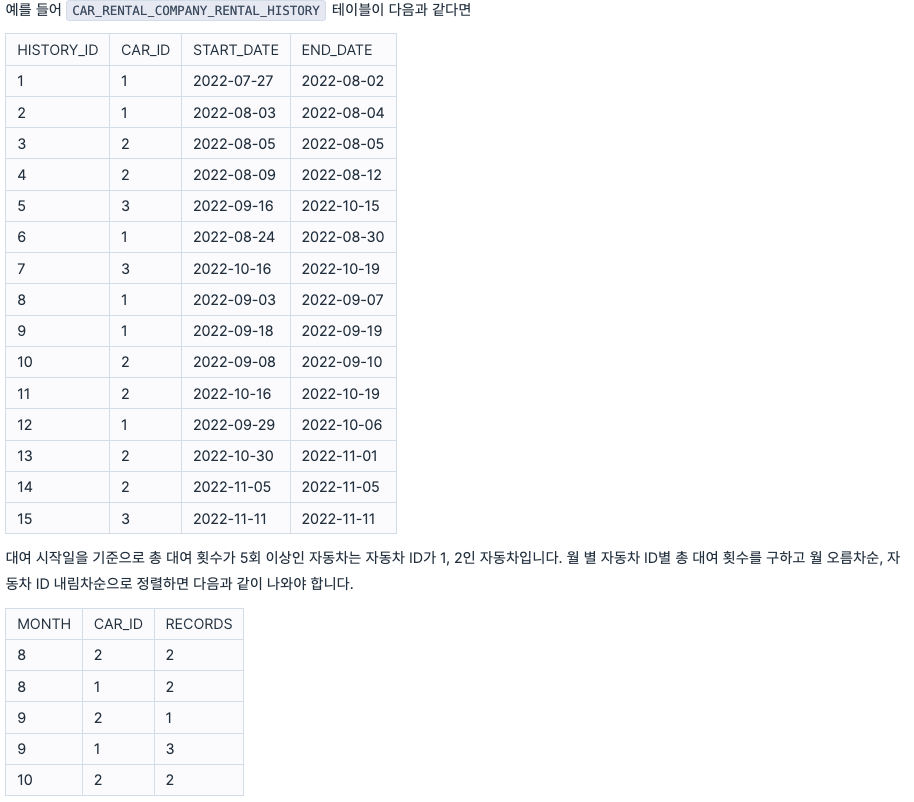 예를 들어 CAR_RENTAL_COMPANY_RENTAL_HISTORY 테이블이 다음과 같다면
HISTORY_ID CAR_ID START_DATE END_DATE
1 1 2022-07-27 2022-08-02
2 1 2022-08-03 2022-08-04
3 2 2022-08-05 2022-08-05
4 2 2022-08-09 2022-08-12
5 3 2022-09-16 2022-10-15
6 1 2022-08-24 2022-08-30
7 3 2022-10-16 2022-10-19
8 1 2022-09-03 2022-09-07
9 1 2022-09-18 2022-09-19
10 2 2022-09-08 2022-09-10
11 2 2022-10-16 2022-10-19
12 1 2022-09-29 2022-10-06
13 2 2022-10-30 2022-11-01
14 2 2022-11-05 2022-11-05
15 3 2022-11-11 2022-11-11
대여 시작일을 기준으로 총 대여 횟수가 5회 이상인 자동차는 자동차 ID가 1, 2인 자동차입니다. 월 별 자동차 ID별 총 대여 횟수를 구하고 월 오름차순, 자
동차 ID 내림차순으로 정렬하면 다음과 같이 나와야 합니다.
MONTH CAR_ID RECORDS
8 2 2
8 1 2
9 2 1
9 1 3
10 2 2